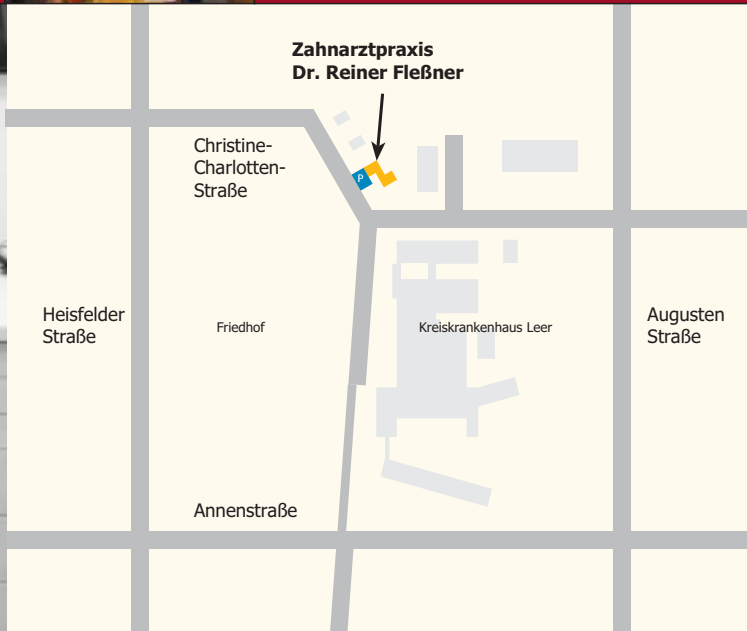 Zahnarztpraxis
Dr. Reiner Fleßner
Christine-
Charlotten-
Straße
P
Heisfelder
Straße
Friedhof
Kreiskrankenhaus Leer
Augusten
Straße
Annenstraße